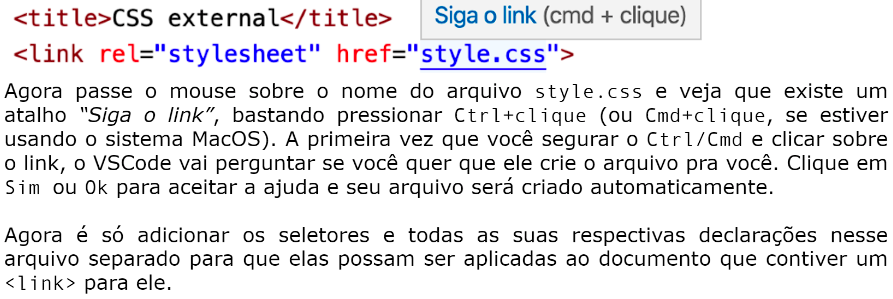 <title>CSS external</title>
Siga o link (cmd + clique)
<link rel="stylesheet" href="style.css">
Agora passe o mouse sobre o nome do arquivo style.css e veja que existe um
atalho “Siga o link”, bastando pressionar Ctrl+clique (ou Cmd+clique, se estiver
usando o sistema MacOS). A primeira vez que você segurar o Ctrl/Cmd e clicar sobre
o link, o VSCode vai perguntar se você quer que ele crie o arquivo pra você. Clique em
Sim ou Ok para aceitar a ajuda e seu arquivo será criado automaticamente.
Agora é só adicionar os seletores e todas as suas respectivas declarações nesse
arquivo separado para que elas possam ser aplicadas ao documento que contiver um
<link> para ele.